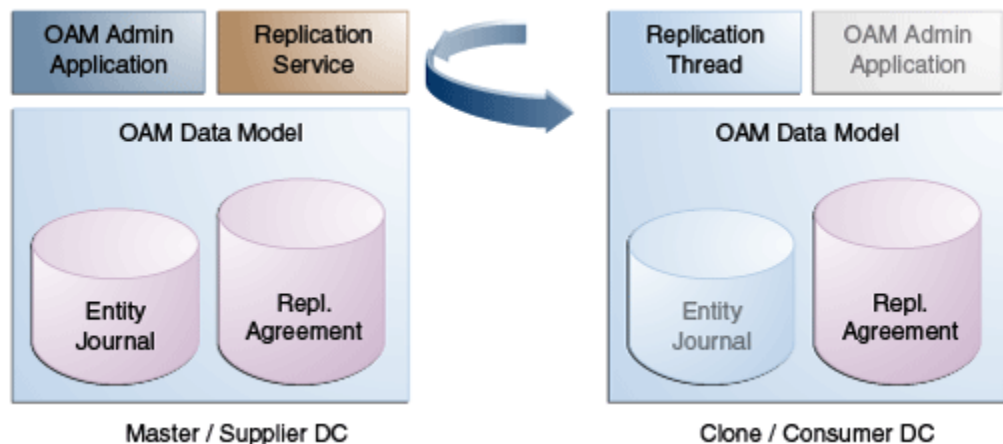 OAM Admin
Application
Replication
Service
Replication
Thread
OAM Admin
Application
OAM Data Model
Entity
Journal
Repl.
Agreement
OAM Data Model
Entity
Journal
Repl.
Agreement
Master / Supplier DC
Clone / Consumer DC